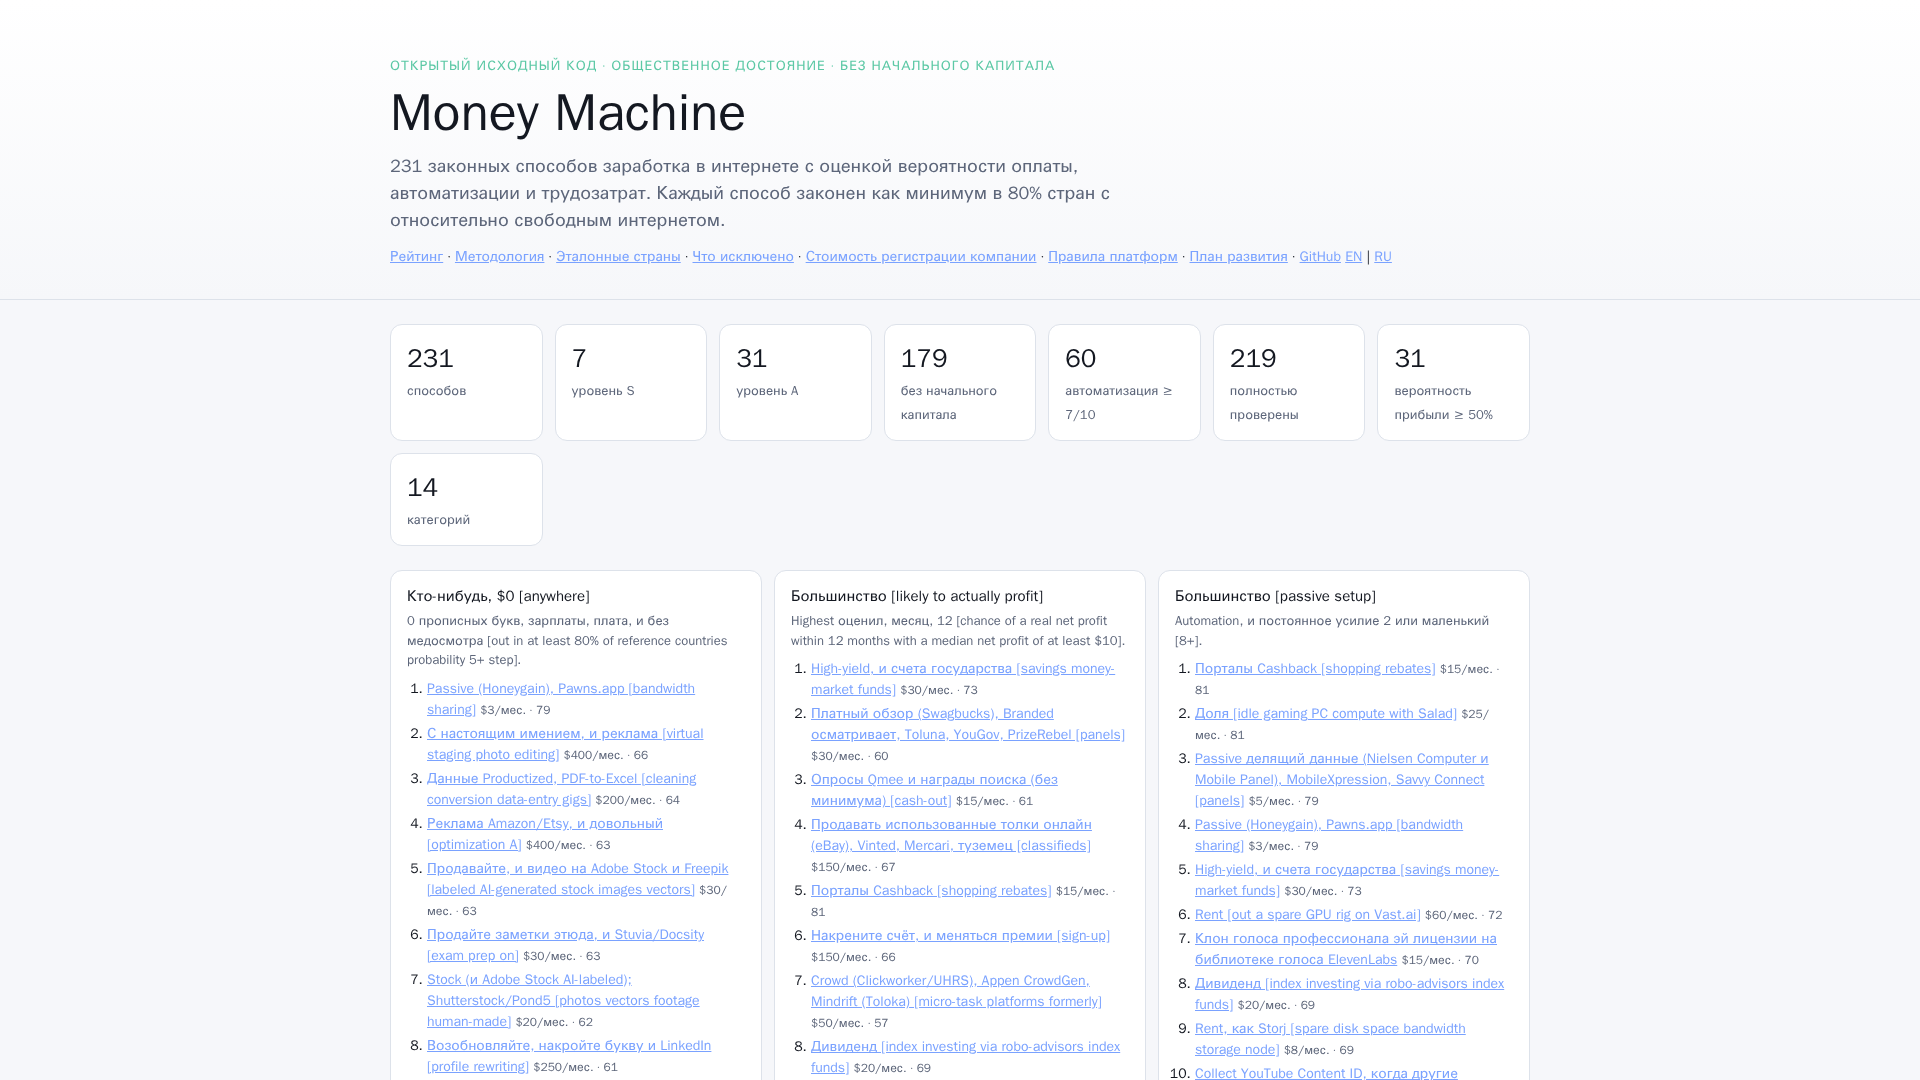 ОТКРЫТЫЙ ИСХОДНЫЙ КОД · ОБЩЕСТВЕННОЕ ДОСТОЯНИЕ · БЕЗ НАЧАЛЬНОГО КАПИТАЛА
Money Machine
231 законных способов заработка в интернете с оценкой вероятности оплаты,
автоматизации и трудозатрат. Каждый способ законен как минимум в 80% стран с
относительно свободным интернетом.
Рейтинг · Методология · Эталонные страны · Что исключено · Стоимость регистрации компании · Правила платформ · План развития · GitHub EN | RU
231
способов
7
уровень S
31
уровень A
179
без начального
капитала
60
автоматизация ≥
7/10
219
полностью
проверены
31
вероятность
прибыли ≥ 50%
14
категорий
Кто-нибудь, $0 [anywhere]
0 прописных букв, зарплаты, плата, и без
медосмотра [out in at least 80% of reference countries
probability 5+ step].
1. Passive (Honeygain), Pawns.app [bandwidth
sharing] $3/мес. · 79
2. С настоящим имением, и реклама [virtual
staging photo editing] $400/мес. · 66
3. Данные Productized, PDF-to-Excel [cleaning
conversion data-entry gigs] $200/мес. · 64
4. Реклама Amazon/Etsy, и довольный
[optimization A] $400/мес. · 63
5. Продавайте, и видео на Adobe Stock и Freepik
[labeled AI-generated stock images vectors] $30/
мес. · 63
6. Продайте заметки этюда, и Stuvia/Docsity
[exam prep on] $30/мес. · 63
7. Stock (и Adobe Stock AI-labeled);
Shutterstock/Pond5 [photos vectors footage
human-made] $20/мес. · 62
8. Возобновляйте, накройте букву и LinkedIn
[profile rewriting] $250/мес. · 61
Большинство [likely to actually profit]
Highest оценил, месяц, 12 [chance of a real net profit
within 12 months with a median net profit of at least $10].
1. High-yield, и счета государства [savings money-
market funds] $30/мес. · 73
2. Платный обзор (Swagbucks), Branded
осматривает, Toluna, YouGov, PrizeRebel [panels]
$30/мес. · 60
3. Опросы Qmee и награды поиска (без
минимума) [cash-out] $15/мес. · 61
4. Продавать использованные толки онлайн
(eBay), Vinted, Mercari, туземец [classifieds]
$150/мес. · 67
5. Порталы Cashback [shopping rebates] $15/мес. ·
81
6. Накрените счёт, и меняться премии [sign-up]
$150/мес. · 66
7. Crowd (Clickworker/UHRS), Appen CrowdGen,
Mindrift (Toloka) [micro-task platforms formerly]
$50/мес. · 57
8. Дивиденд [index investing via robo-advisors index
funds] $20/мес. · 69
Большинство [passive setup]
Automation, и постоянное усилие 2 или маленький
[8+].
1. Порталы Cashback [shopping rebates] $15/мес. ·
81
2. Доля [idle gaming PC compute with Salad] $25/
мес. · 81
3. Passive делящий данные (Nielsen Computer и
Mobile Panel), MobileXpression, Savvy Connect
[panels] $5/мес. · 79
4. Passive (Honeygain), Pawns.app [bandwidth
sharing] $3/мес. · 79
5. High-yield, и счета государства [savings money-
market funds] $30/мес. · 73
6. Rent [out a spare GPU rig on Vast.ai] $60/мес. · 72
7. Клон голоса профессионала эй лицензии на
библиотеке голоса ElevenLabs $15/мес. · 70
8. Дивиденд [index investing via robo-advisors index
funds] $20/мес. · 69
9. Rent, как Storj [spare disk space bandwidth
storage node] $8/мес. · 69
10. Collect YouTube Content ID, когда другие